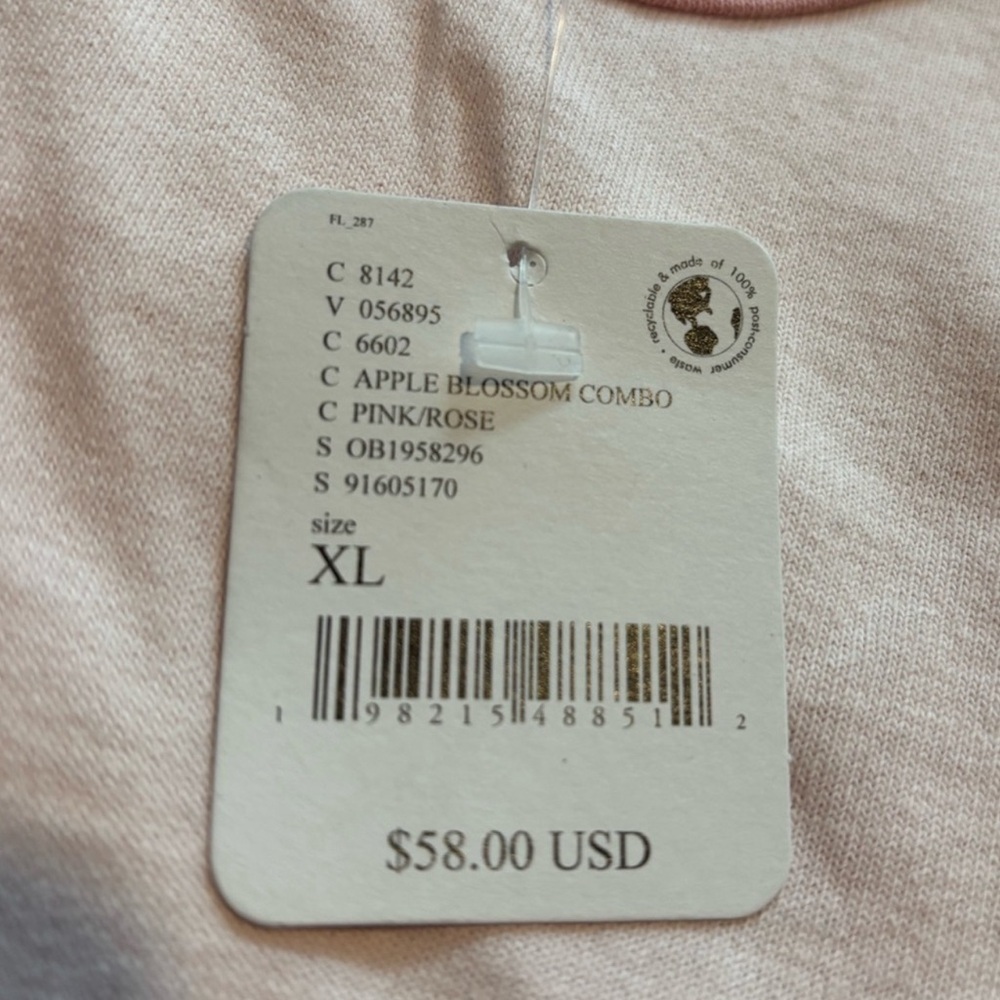 FL_287
C 8142
V 056895
C 6602
C APPLE BLOSSOM COMBO
C PINK/ROSE
S OB1958296
S 91605170
recyclable & made of 100% post-consumer waste •
size
XL
1 98215 48851 2
$58.00 USD